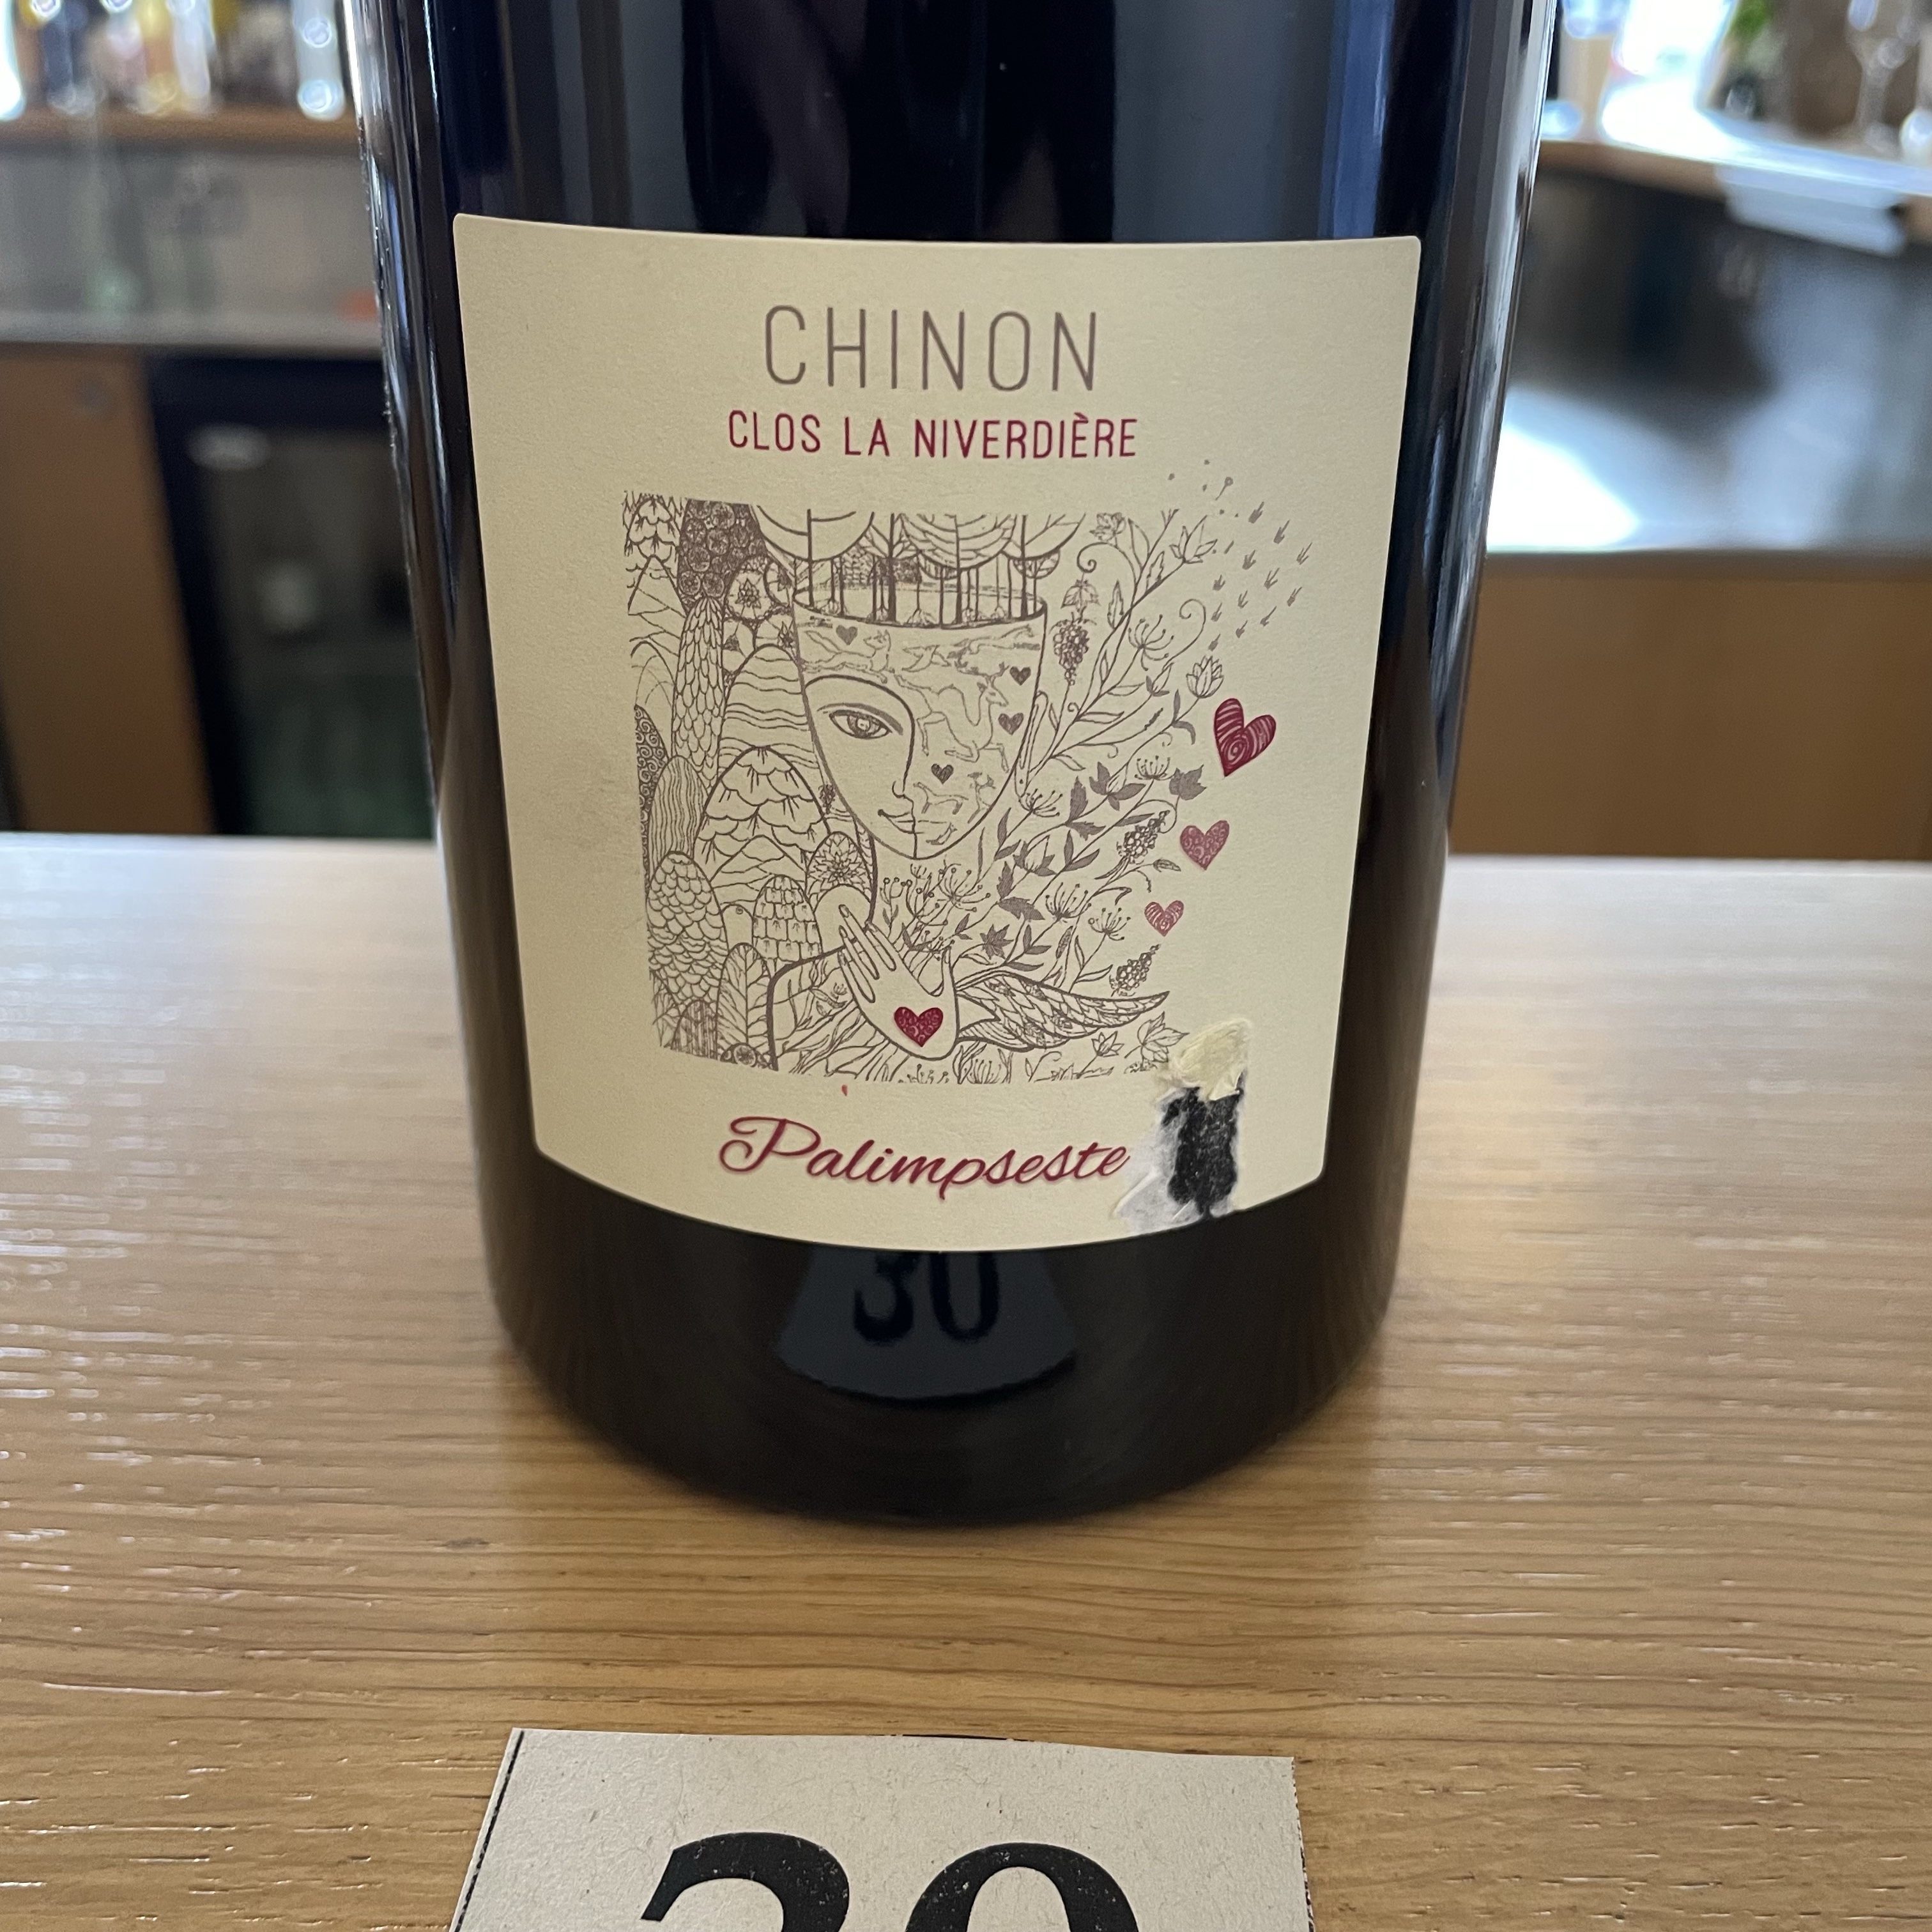 CHINON
CLOS LA NIVERDIÈRE
Palimpseste
30
30